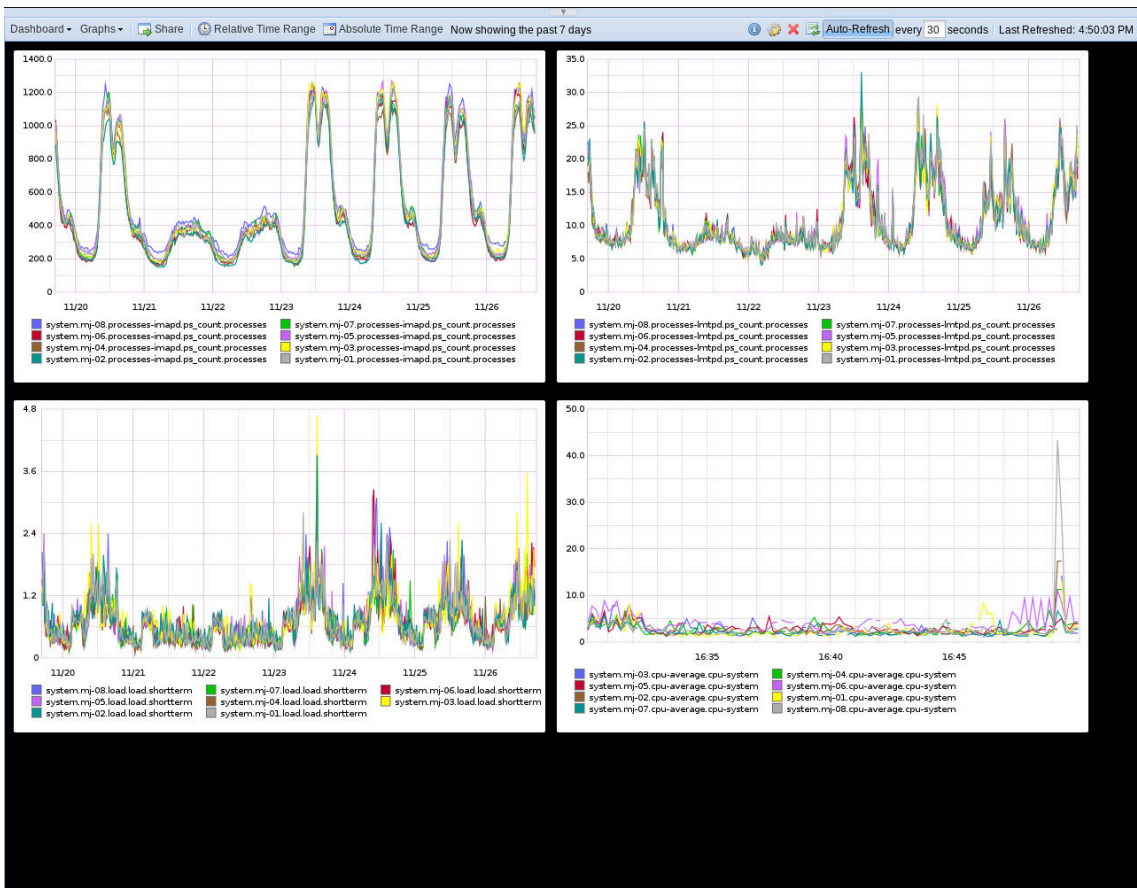 Dashboard Graphs Share Relative Time Range Absolute Time Range Now showing the past 7 days Auto-Refresh every 30 seconds Last Refreshed: 4:50:03 PM
1400.0
1200.0
1000.0
800.0
600.0
400.0
200.0
0
11/20 11/21 11/22 11/23 11/24 11/25 11/26
system.mj-08.processes-imapd.ps_count.processes system.mj-07.processes-imapd.ps_count.processes
system.mj-06.processes-imapd.ps_count.processes system.mj-05.processes-imapd.ps_count.processes
system.mj-04.processes-imapd.ps_count.processes system.mj-03.processes-imapd.ps_count.processes
system.mj-02.processes-imapd.ps_count.processes system.mj-01.processes-imapd.ps_count.processes
35.0
30.0
25.0
20.0
15.0
10.0
5.0
0
11/20 11/21 11/22 11/23 11/24 11/25 11/26
system.mj-08.processes-lmtpd.ps_count.processes system.mj-07.processes-lmtpd.ps_count.processes
system.mj-06.processes-lmtpd.ps_count.processes system.mj-05.processes-lmtpd.ps_count.processes
system.mj-04.processes-lmtpd.ps_count.processes system.mj-03.processes-lmtpd.ps_count.processes
system.mj-02.processes-lmtpd.ps_count.processes system.mj-01.processes-lmtpd.ps_count.processes
4.8
3.6
2.4
1.2
0
11/20 11/21 11/22 11/23 11/24 11/25 11/26
system.mj-08.load.load.shortterm system.mj-07.load.load.shortterm system.mj-06.load.load.shortterm
system.mj-05.load.load.shortterm system.mj-04.load.load.shortterm system.mj-03.load.load.shortterm
system.mj-02.load.load.shortterm system.mj-01.load.load.shortterm
50.0
40.0
30.0
20.0
10.0
0
16:35 16:40 16:45
system.mj-03.cpu-average.cpu-system system.mj-04.cpu-average.cpu-system
system.mj-05.cpu-average.cpu-system system.mj-06.cpu-average.cpu-system
system.mj-02.cpu-average.cpu-system system.mj-01.cpu-average.cpu-system
system.mj-07.cpu-average.cpu-system system.mj-08.cpu-average.cpu-system